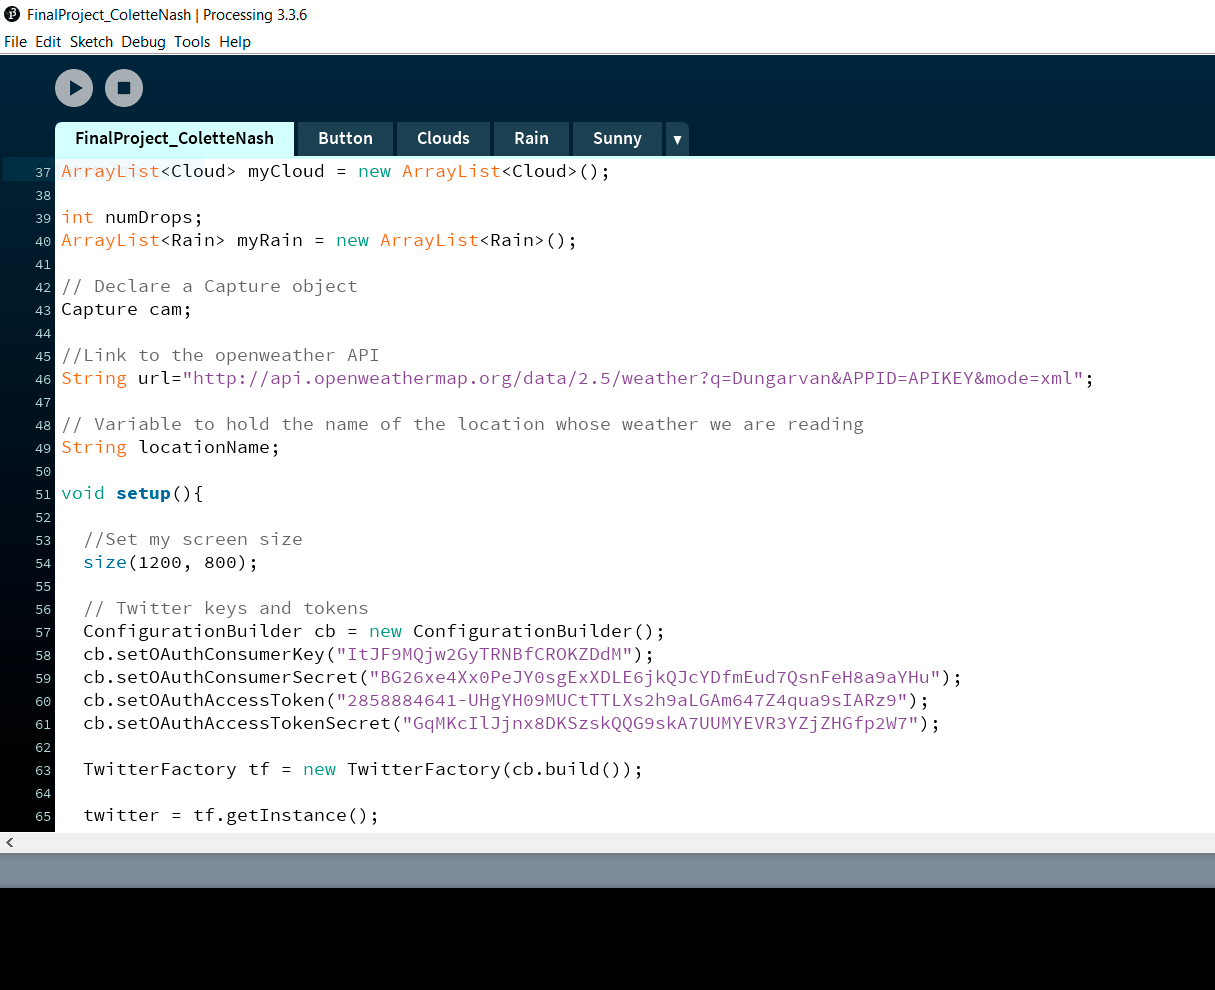 FinalProject_ColetteNash | Processing 3.3.6
File Edit Sketch Debug Tools Help
FinalProject_ColetteNash Button Clouds Rain Sunny ▼
37 ArrayList<Cloud> myCloud = new ArrayList<Cloud>();
38
39 int numDrops;
40 ArrayList<Rain> myRain = new ArrayList<Rain>();
41
42 // Declare a Capture object
43 Capture cam;
44
45 //Link to the openweather API
46 String url="http://api.openweathermap.org/data/2.5/weather?q=Dungarvan&APPID=APIKEY&mode=xml";
47
48 // Variable to hold the name of the location whose weather we are reading
49 String locationName;
50
51 void setup(){
52
53 //Set my screen size
54 size(1200, 800);
55
56 // Twitter keys and tokens
57 ConfigurationBuilder cb = new ConfigurationBuilder();
58 cb.setOAuthConsumerKey("ItJF9MQjw2GyTRNBfCROKZDdM");
59 cb.setOAuthConsumerSecret("BG26xe4Xx0PeJY0sgExXDLE6jkQJcYDfmEud7QsnFeH8a9aYHu");
60 cb.setOAuthAccessToken("2858884641-UHgYH09MUCtTTLXs2h9aLGAm647Z4qua9sIARz9");
61 cb.setOAuthAccessTokenSecret("GqMKcIlJjnx8DKSzskQQG9skA7UUMYEVR3YZjZHGfp2W7");
62
63 TwitterFactory tf = new TwitterFactory(cb.build());
64
65 twitter = tf.getInstance();